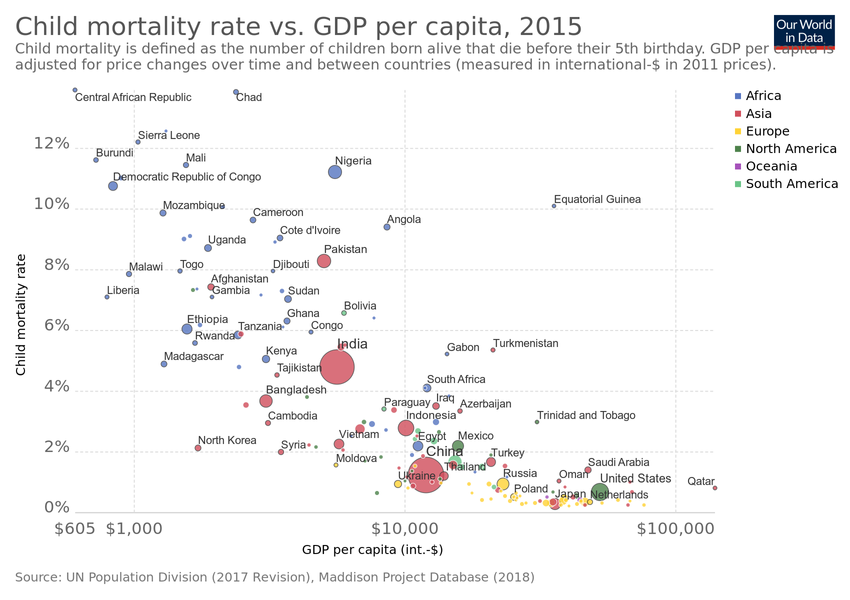 Child mortality rate vs. GDP per capita, 2015
Our World
in Data
Child mortality is defined as the number of children born alive that die before their 5th birthday. GDP per capita is
adjusted for price changes over time and between countries (measured in international-$ in 2011 prices).
Africa
Asia
Europe
North America
Oceania
South America
Child mortality rate
12%
10%
8%
6%
4%
2%
0%
Central African Republic
Chad
Sierra Leone
Burundi
Mali
Nigeria
Democratic Republic of Congo
Equatorial Guinea
Mozambique
Cameroon
Angola
Cote d'Ivoire
Uganda
Pakistan
Malawi
Togo
Djibouti
Afghanistan
Liberia
Gambia
Sudan
Bolivia
Ethiopia
Ghana
Tanzania
Congo
Rwanda
India
Gabon
Turkmenistan
Madagascar
Kenya
Tajikistan
South Africa
Bangladesh
Paraguay
Iraq
Azerbaijan
Cambodia
Indonesia
Trinidad and Tobago
North Korea
Vietnam
Egypt
Mexico
Syria
China
Turkey
Moldova
Thailand
Saudi Arabia
Ukraine
Russia
Oman
United States
Qatar
Poland
Japan
Netherlands
$605
$1,000
$10,000
$100,000
GDP per capita (int.-$)
Source: UN Population Division (2017 Revision), Maddison Project Database (2018)